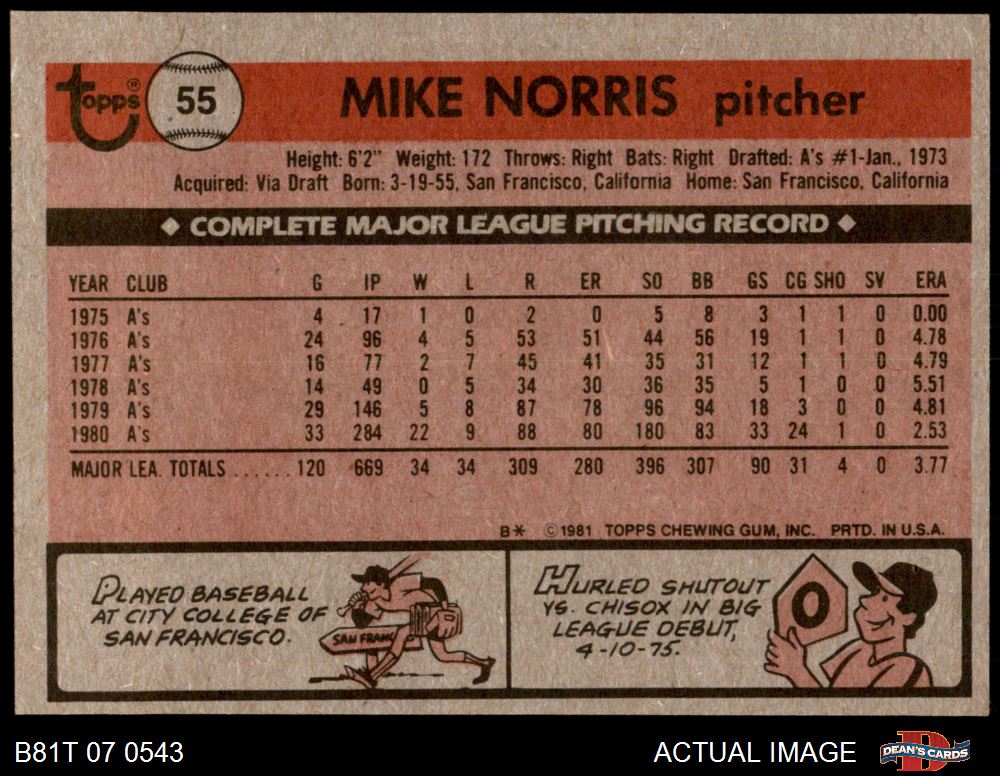 topps® 55 MIKE NORRIS pitcher
Height: 6'2" Weight: 172 Throws: Right Bats: Right Drafted: A's #1-Jan., 1973
Acquired: Via Draft Born: 3-19-55, San Francisco, California Home: San Francisco, California
◆ COMPLETE MAJOR LEAGUE PITCHING RECORD ◆
YEAR CLUB G IP W L R ER SO BB GS CG SHO SV ERA
1975 A's 4 17 1 0 2 0 5 8 3 1 1 0 0.00
1976 A's 24 96 4 5 53 51 44 56 19 1 1 0 4.78
1977 A's 16 77 2 7 45 41 35 31 12 1 1 0 4.79
1978 A's 14 49 0 5 34 30 36 35 5 1 0 0 5.51
1979 A's 29 146 5 8 87 78 96 94 18 3 0 0 4.81
1980 A's 33 284 22 9 88 80 180 83 33 24 1 0 2.53
MAJOR LEA. TOTALS ...... 120 669 34 34 309 280 396 307 90 31 4 0 3.77
B* ©1981 TOPPS CHEWING GUM, INC. PRTD. IN U.S.A.
PLAYED BASEBALL
AT CITY COLLEGE OF
SAN FRANCISCO.
SAN FRANC
HURLED SHUTOUT
VS. CHISOX IN BIG
LEAGUE DEBUT,
4-10-75.
0
B81T 07 0543 ACTUAL IMAGE DEAN'S CARDS